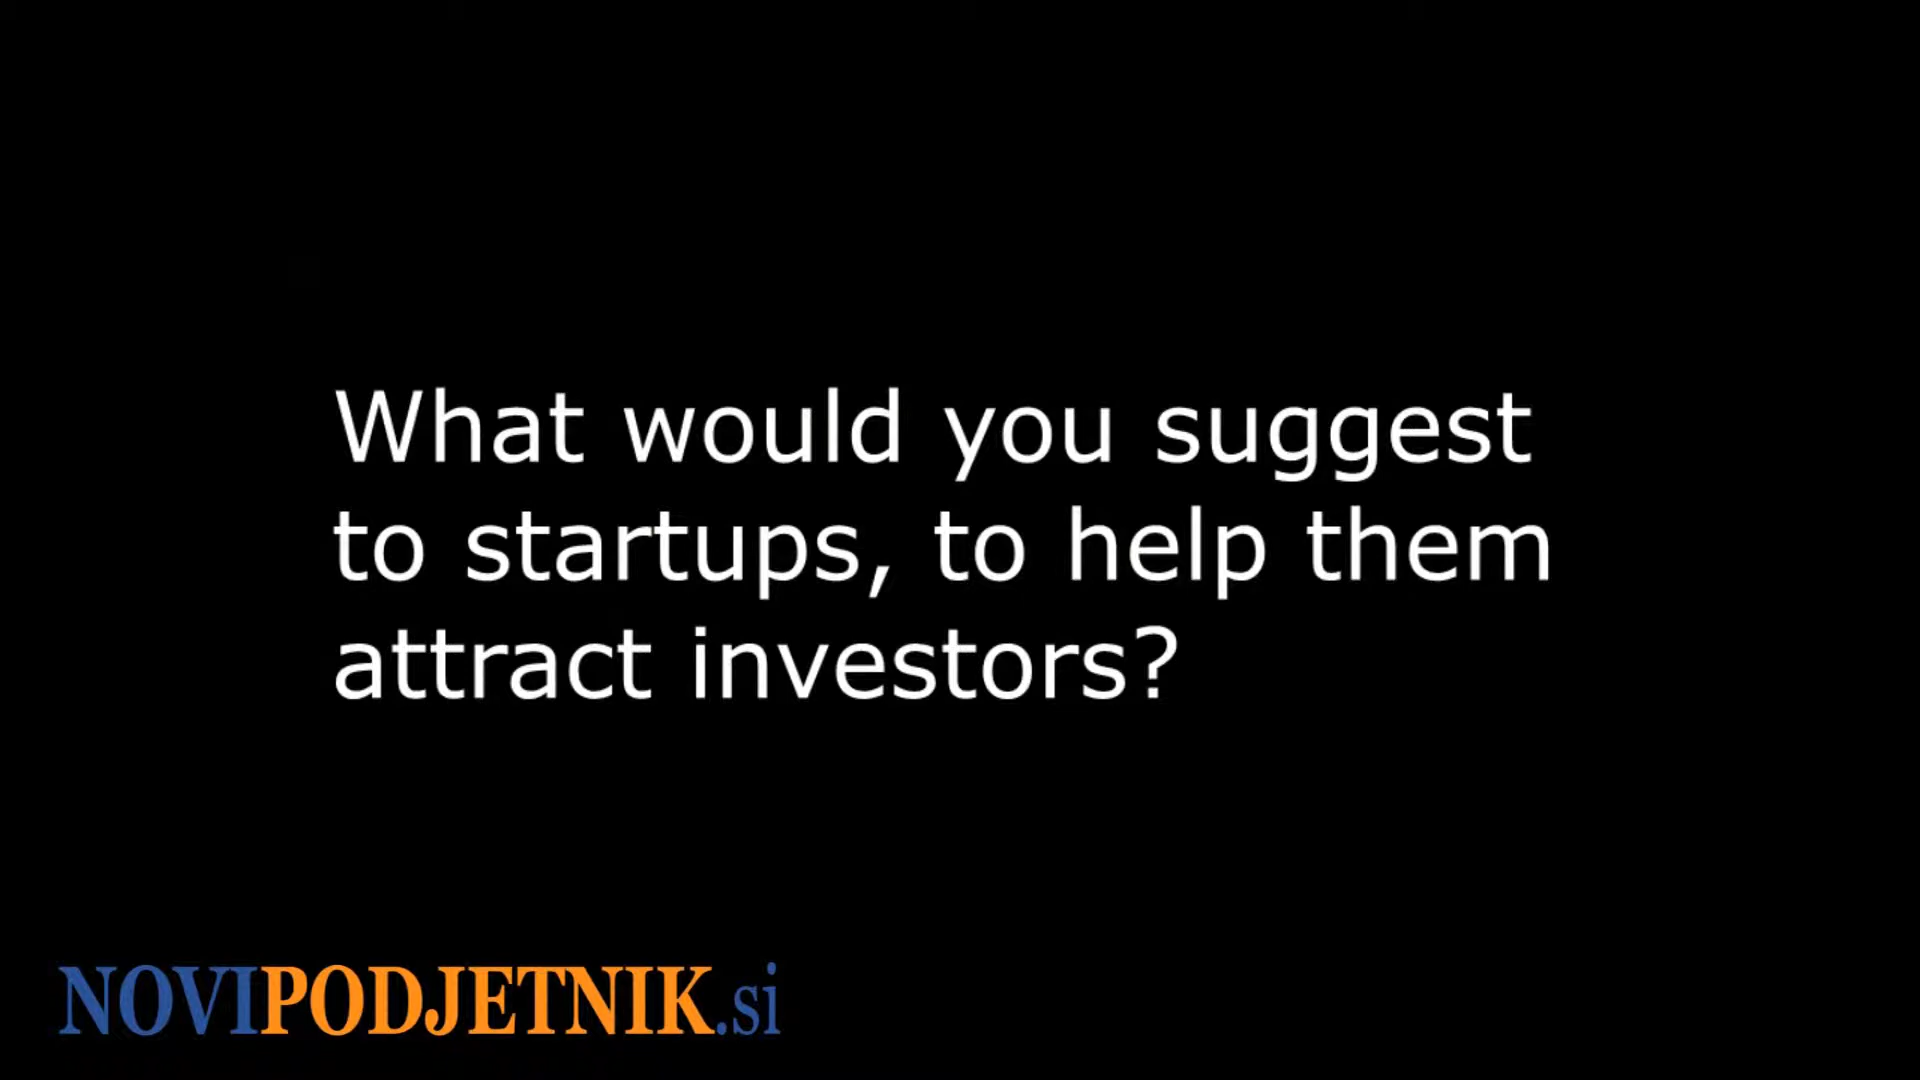 What would you suggest
to startups, to help them
attract investors?
NOVIPODJETNIK.si